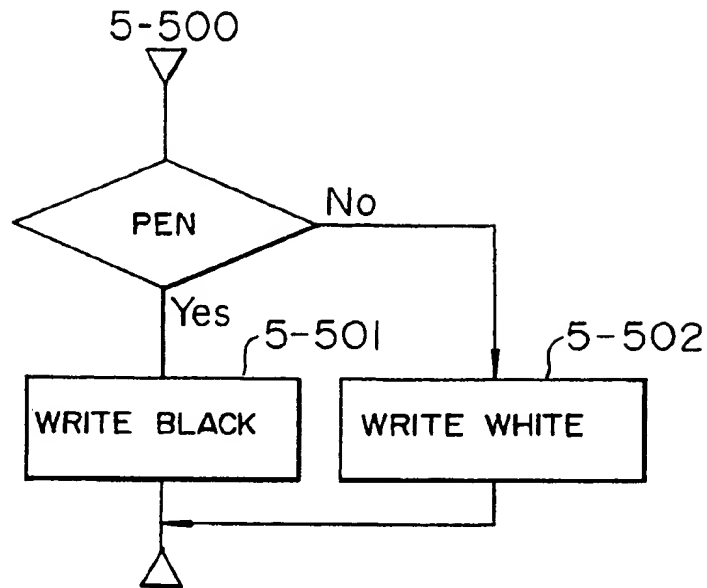 5-500
PEN
No
Yes
5-501
5-502
WRITE BLACK
WRITE WHITE